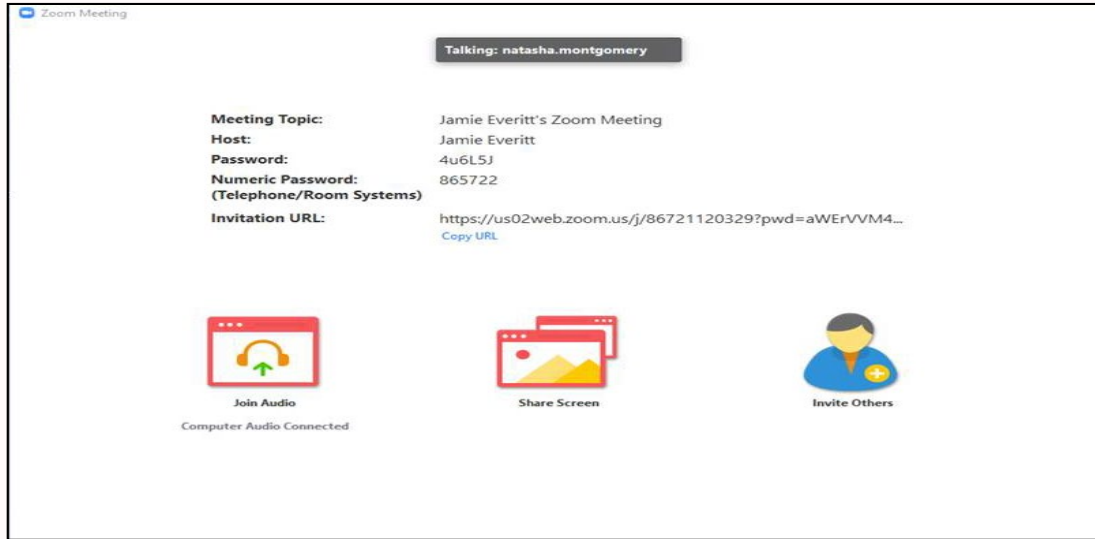 Zoom Meeting
Talking: natasha.montgomery
Meeting Topic: Jamie Everitt's Zoom Meeting
Host: Jamie Everitt
Password: 4u6L5J
Numeric Password: 865722
(Telephone/Room Systems)
Invitation URL: https://us02web.zoom.us/j/86721120329?pwd=aWErVVM4...
Copy URL
Join Audio Share Screen Invite Others
Computer Audio Connected